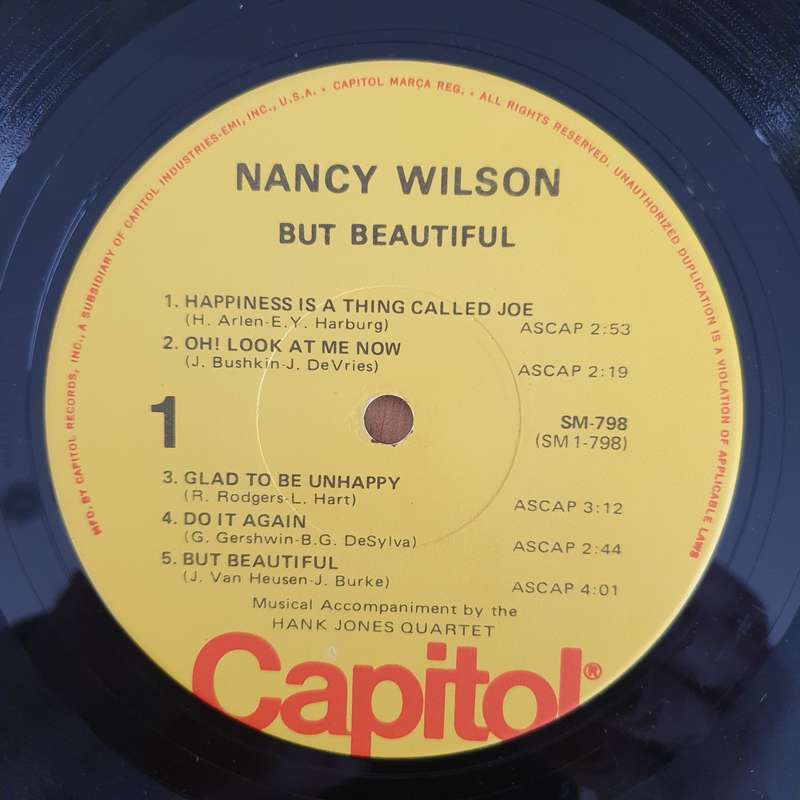 MFD. BY CAPITOL RECORDS, INC., A SUBSIDIARY OF CAPITOL INDUSTRIES-EMI, INC., U.S.A. • CAPITOL MARCA REG. • ALL RIGHTS RESERVED. UNAUTHORIZED DUPLICATION IS A VIOLATION OF APPLICABLE LAWS
NANCY WILSON
BUT BEAUTIFUL
1. HAPPINESS IS A THING CALLED JOE
(H. Arlen-E.Y. Harburg) ASCAP 2:53
2. OH! LOOK AT ME NOW
(J. Bushkin-J. DeVries) ASCAP 2:19
1
SM-798
(SM1-798)
3. GLAD TO BE UNHAPPY
(R. Rodgers-L. Hart) ASCAP 3:12
4. DO IT AGAIN
(G. Gershwin-B.G. DeSylva) ASCAP 2:44
5. BUT BEAUTIFUL
(J. Van Heusen-J. Burke) ASCAP 4:01
Musical Accompaniment by the
HANK JONES QUARTET
Capitol®